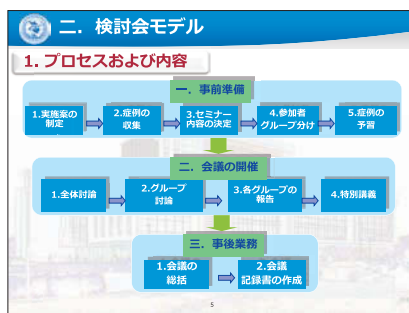 二．検討会モデル
1. プロセスおよび内容
一．事前準備
1.実施案の
制定
2.症例の
収集
3.セミナー
内容の決定
4.参加者
グループ分け
5.症例の
予習
二．会議の開催
1.全体討論
2.グループ
討論
3.各グループの
報告
4.特別講義
三．事後業務
1.会議の
総括
2.会議
記録書の作成
5